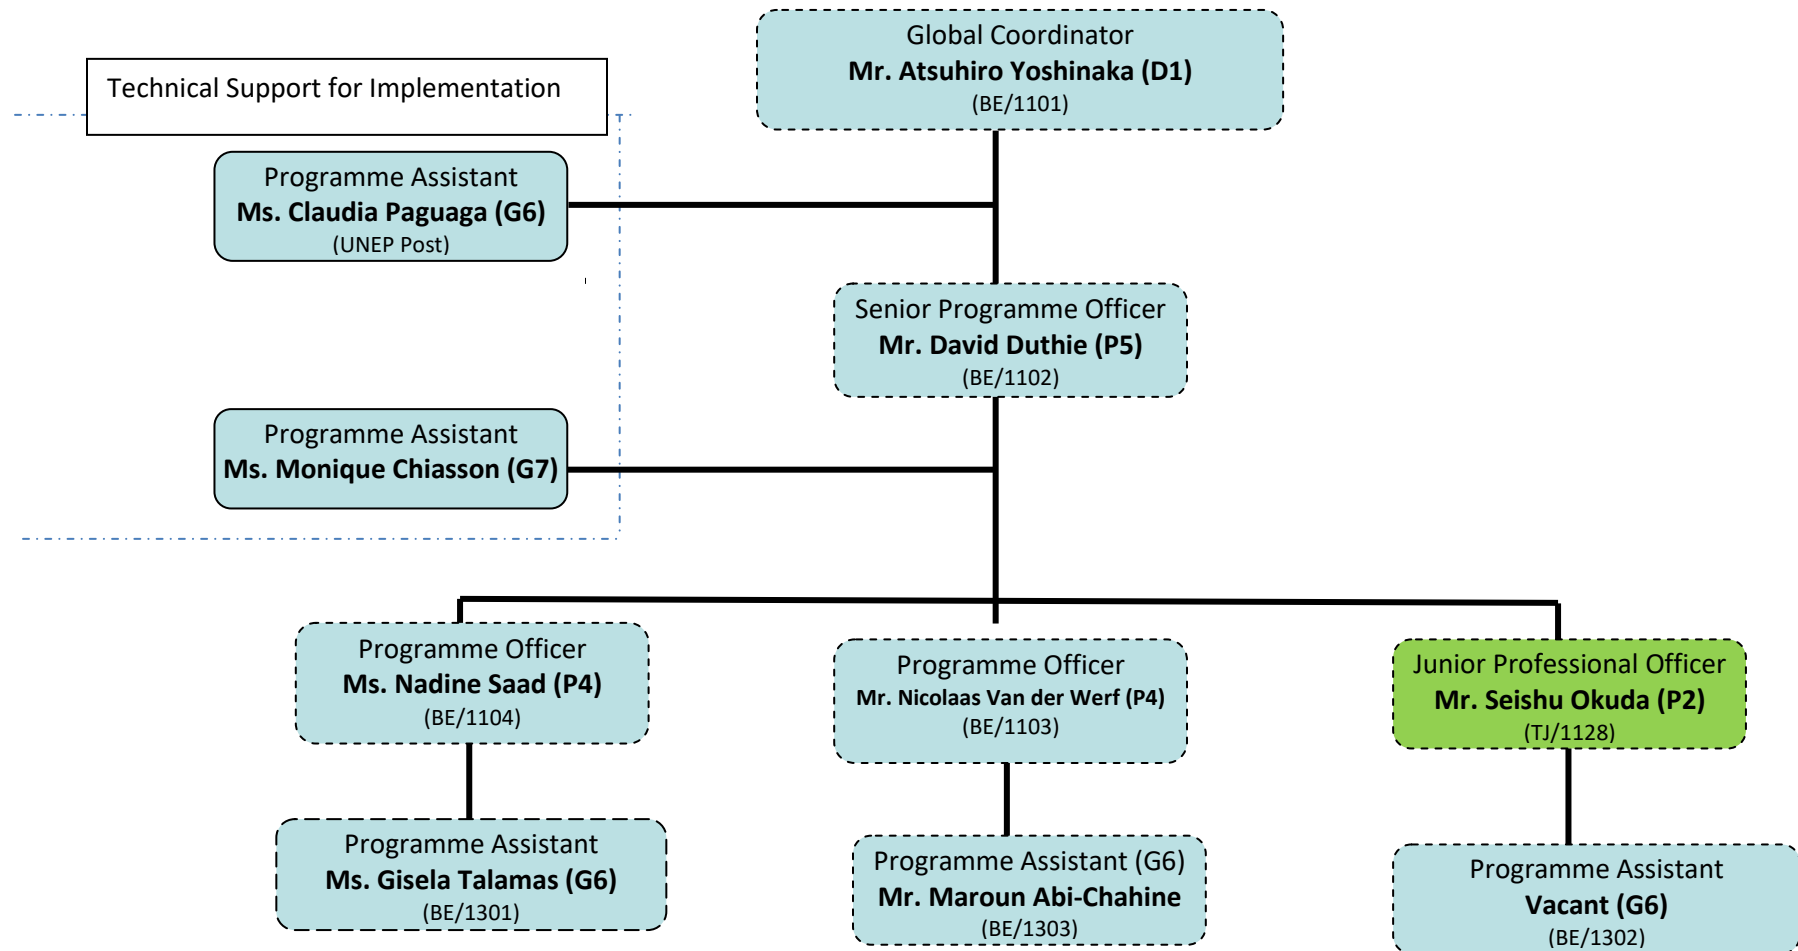 Global Coordinator
Mr. Atsuhiro Yoshinaka (D1)
(BE/1101)
Technical Support for Implementation
Programme Assistant
Ms. Claudia Paguaga (G6)
(UNEP Post)
Senior Programme Officer
Mr. David Duthie (P5)
(BE/1102)
Programme Assistant
Ms. Monique Chiasson (G7)
Programme Officer
Ms. Nadine Saad (P4)
(BE/1104)
Programme Officer
Mr. Nicolaas Van der Werf (P4)
(BE/1103)
Junior Professional Officer
Mr. Seishu Okuda (P2)
(TJ/1128)
Programme Assistant
Ms. Gisela Talamas (G6)
(BE/1301)
Programme Assistant (G6)
Mr. Maroun Abi-Chahine
(BE/1303)
Programme Assistant
Vacant (G6)
(BE/1302)